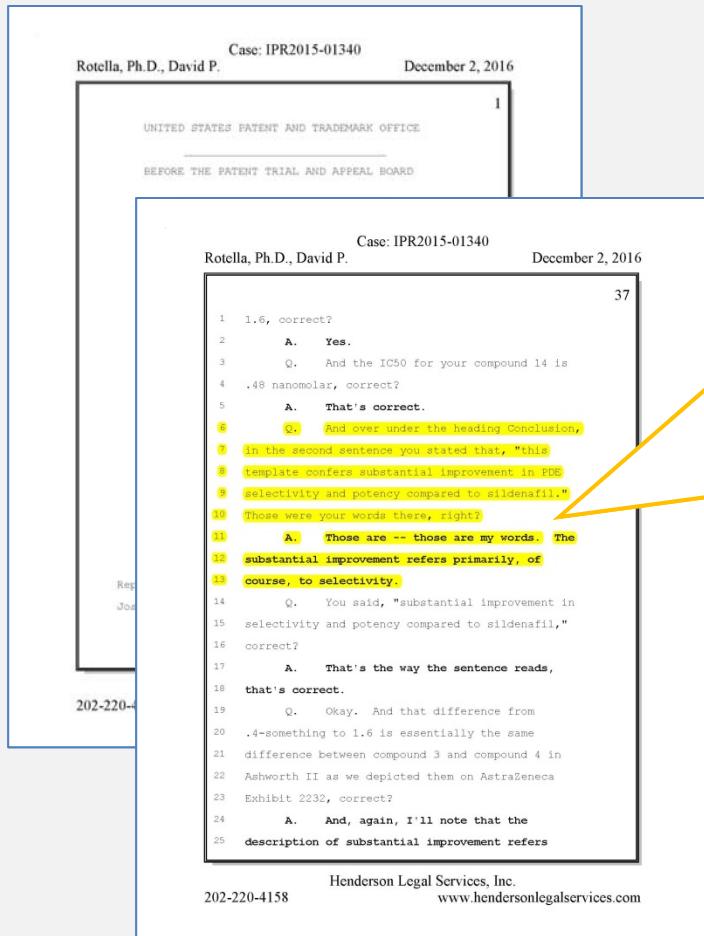 Case: IPR2015-01340
Rotella, Ph.D., David P. December 2, 2016
1
UNITED STATES PATENT AND TRADEMARK OFFICE
BEFORE THE PATENT TRIAL AND APPEAL BOARD
Rep
Jos
202-220-4
Case: IPR2015-01340
Rotella, Ph.D., David P. December 2, 2016
37
1 1.6, correct?
2 A. Yes.
3 Q. And the IC50 for your compound 14 is
4 .48 nanomolar, correct?
5 A. That's correct.
6 Q. And over under the heading Conclusion,
7 in the second sentence you stated that, "this
8 template confers substantial improvement in PDE
9 selectivity and potency compared to sildenafil."
10 Those were your words there, right?
11 A. Those are -- those are my words. The
12 substantial improvement refers primarily, of
13 course, to selectivity.
14 Q. You said, "substantial improvement in
15 selectivity and potency compared to sildenafil,"
16 correct?
17 A. That's the way the sentence reads,
18 that's correct.
19 Q. Okay. And that difference from
20 .4-something to 1.6 is essentially the same
21 difference between compound 3 and compound 4 in
22 Ashworth II as we depicted them on AstraZeneca
23 Exhibit 2232, correct?
24 A. And, again, I'll note that the
25 description of substantial improvement refers
Henderson Legal Services, Inc.
202-220-4158 www.hendersonlegalservices.com